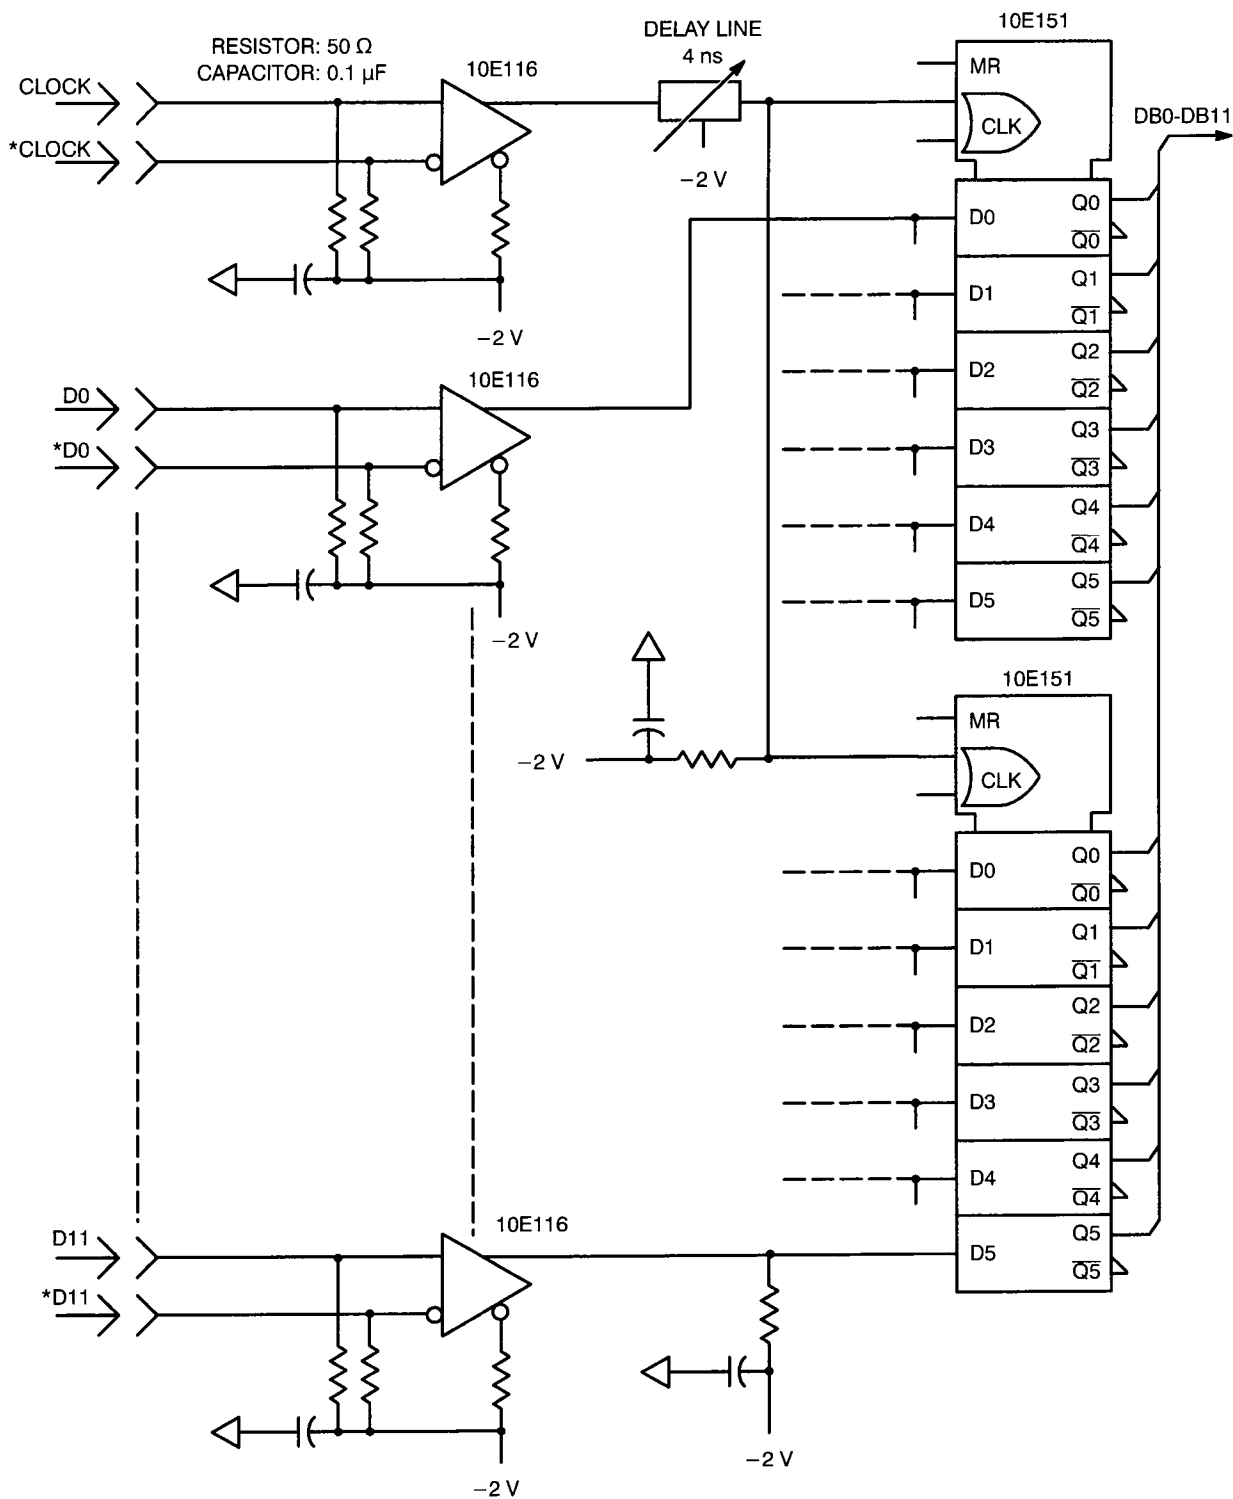 RESISTOR: 50 Ω
CAPACITOR: 0.1 µF
CLOCK
*CLOCK
10E116
−2 V
DELAY LINE
4 ns
−2 V
10E151
MR
CLK
DB0-DB11
D0
Q0
Q0
D1
Q1
Q1
D2
Q2
Q2
D3
Q3
Q3
D4
Q4
Q4
D5
Q5
Q5
D0
*D0
10E116
−2 V
−2 V
10E151
MR
CLK
D0
Q0
Q0
D1
Q1
Q1
D2
Q2
Q2
D3
Q3
Q3
D4
Q4
Q4
D5
Q5
Q5
D11
*D11
10E116
−2 V
−2 V